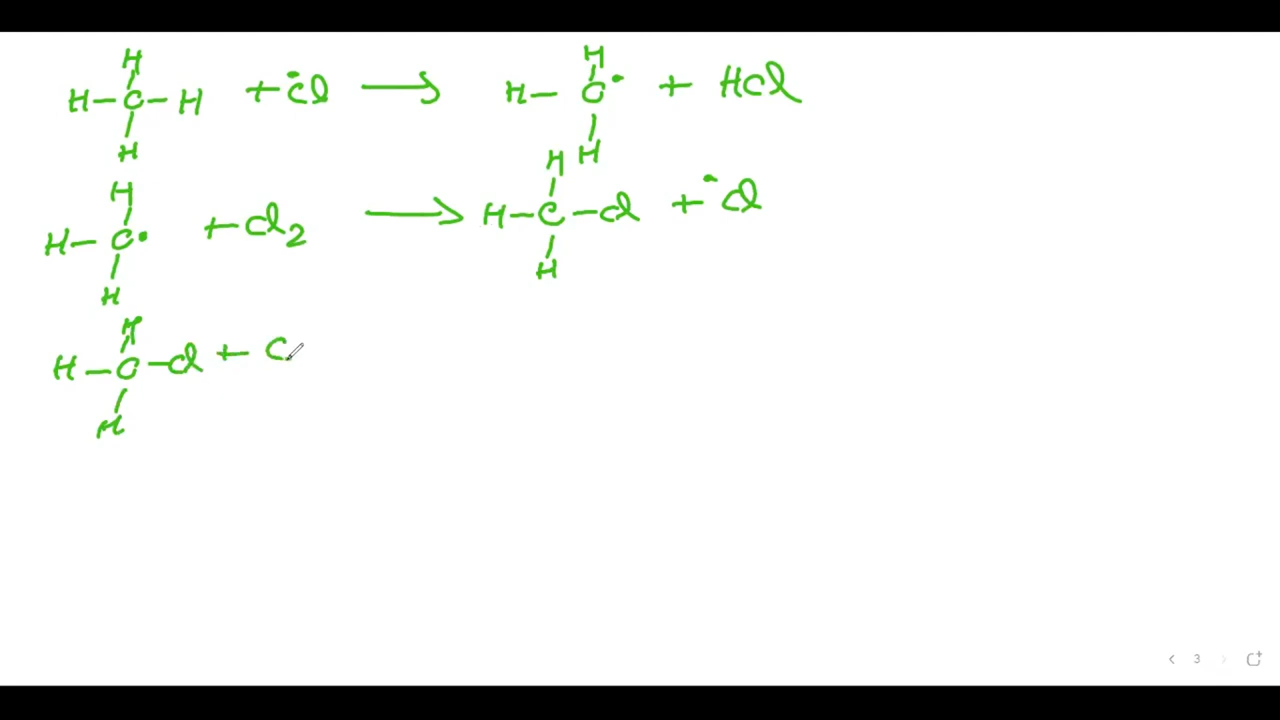 H
H-C-H + •Cl → H-C• + HCl
H
H
H
H
H-C• + Cl2 → H-C-Cl + •Cl
H
H
H
H
H-C-Cl + C
H
3